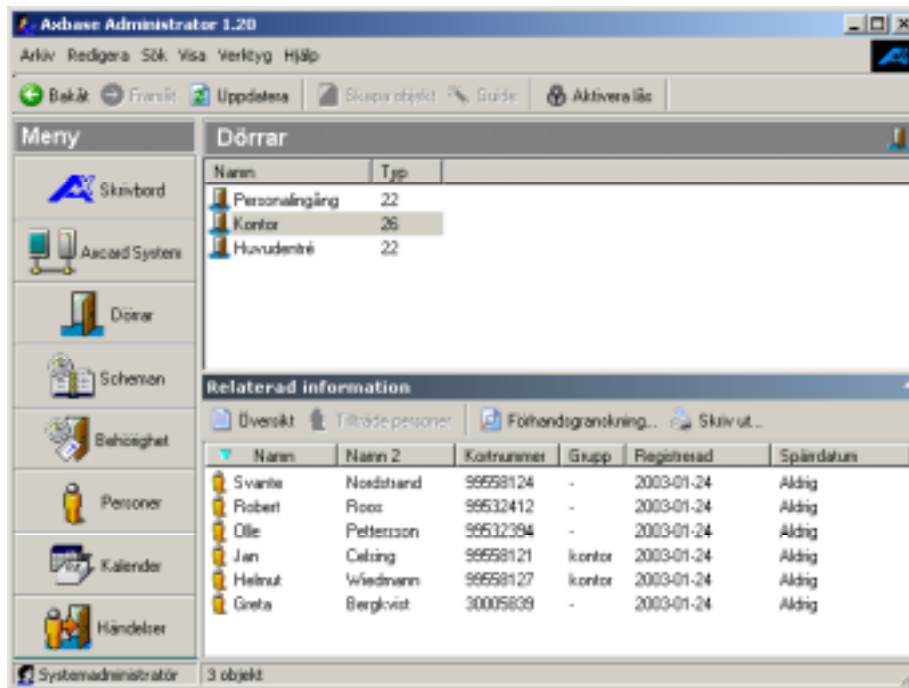 Axbase Administrator 1.20
Arkiv Redigera Sök Visa Verktyg Hjälp
Bakåt Framåt Uppdatera Skapa objekt Guide Aktivera lås
Meny
Dörrar
Skrivbord
Axcard System
Dörrar
Scheman
Behörighet
Personer
Kalender
Händelser
Namn Typ
Personalingång 22
Kontor 26
Huvudentré 22
Relaterad information
Översikt Tillträde personer Förhandsgranskning... Skriv ut...
Namn Namn 2 Kortnummer Grupp Registrerad Spärrdatum
Svante Nordstrand 99558124 - 2003-01-24 Aldrig
Robert Roos 99532412 - 2003-01-24 Aldrig
Olle Pettersson 99532394 - 2003-01-24 Aldrig
Jan Celsing 99558121 kontor 2003-01-24 Aldrig
Helmut Wiedmann 99558127 kontor 2003-01-24 Aldrig
Greta Bergkvist 30005839 - 2003-01-24 Aldrig
Systemadministratör 3 objekt